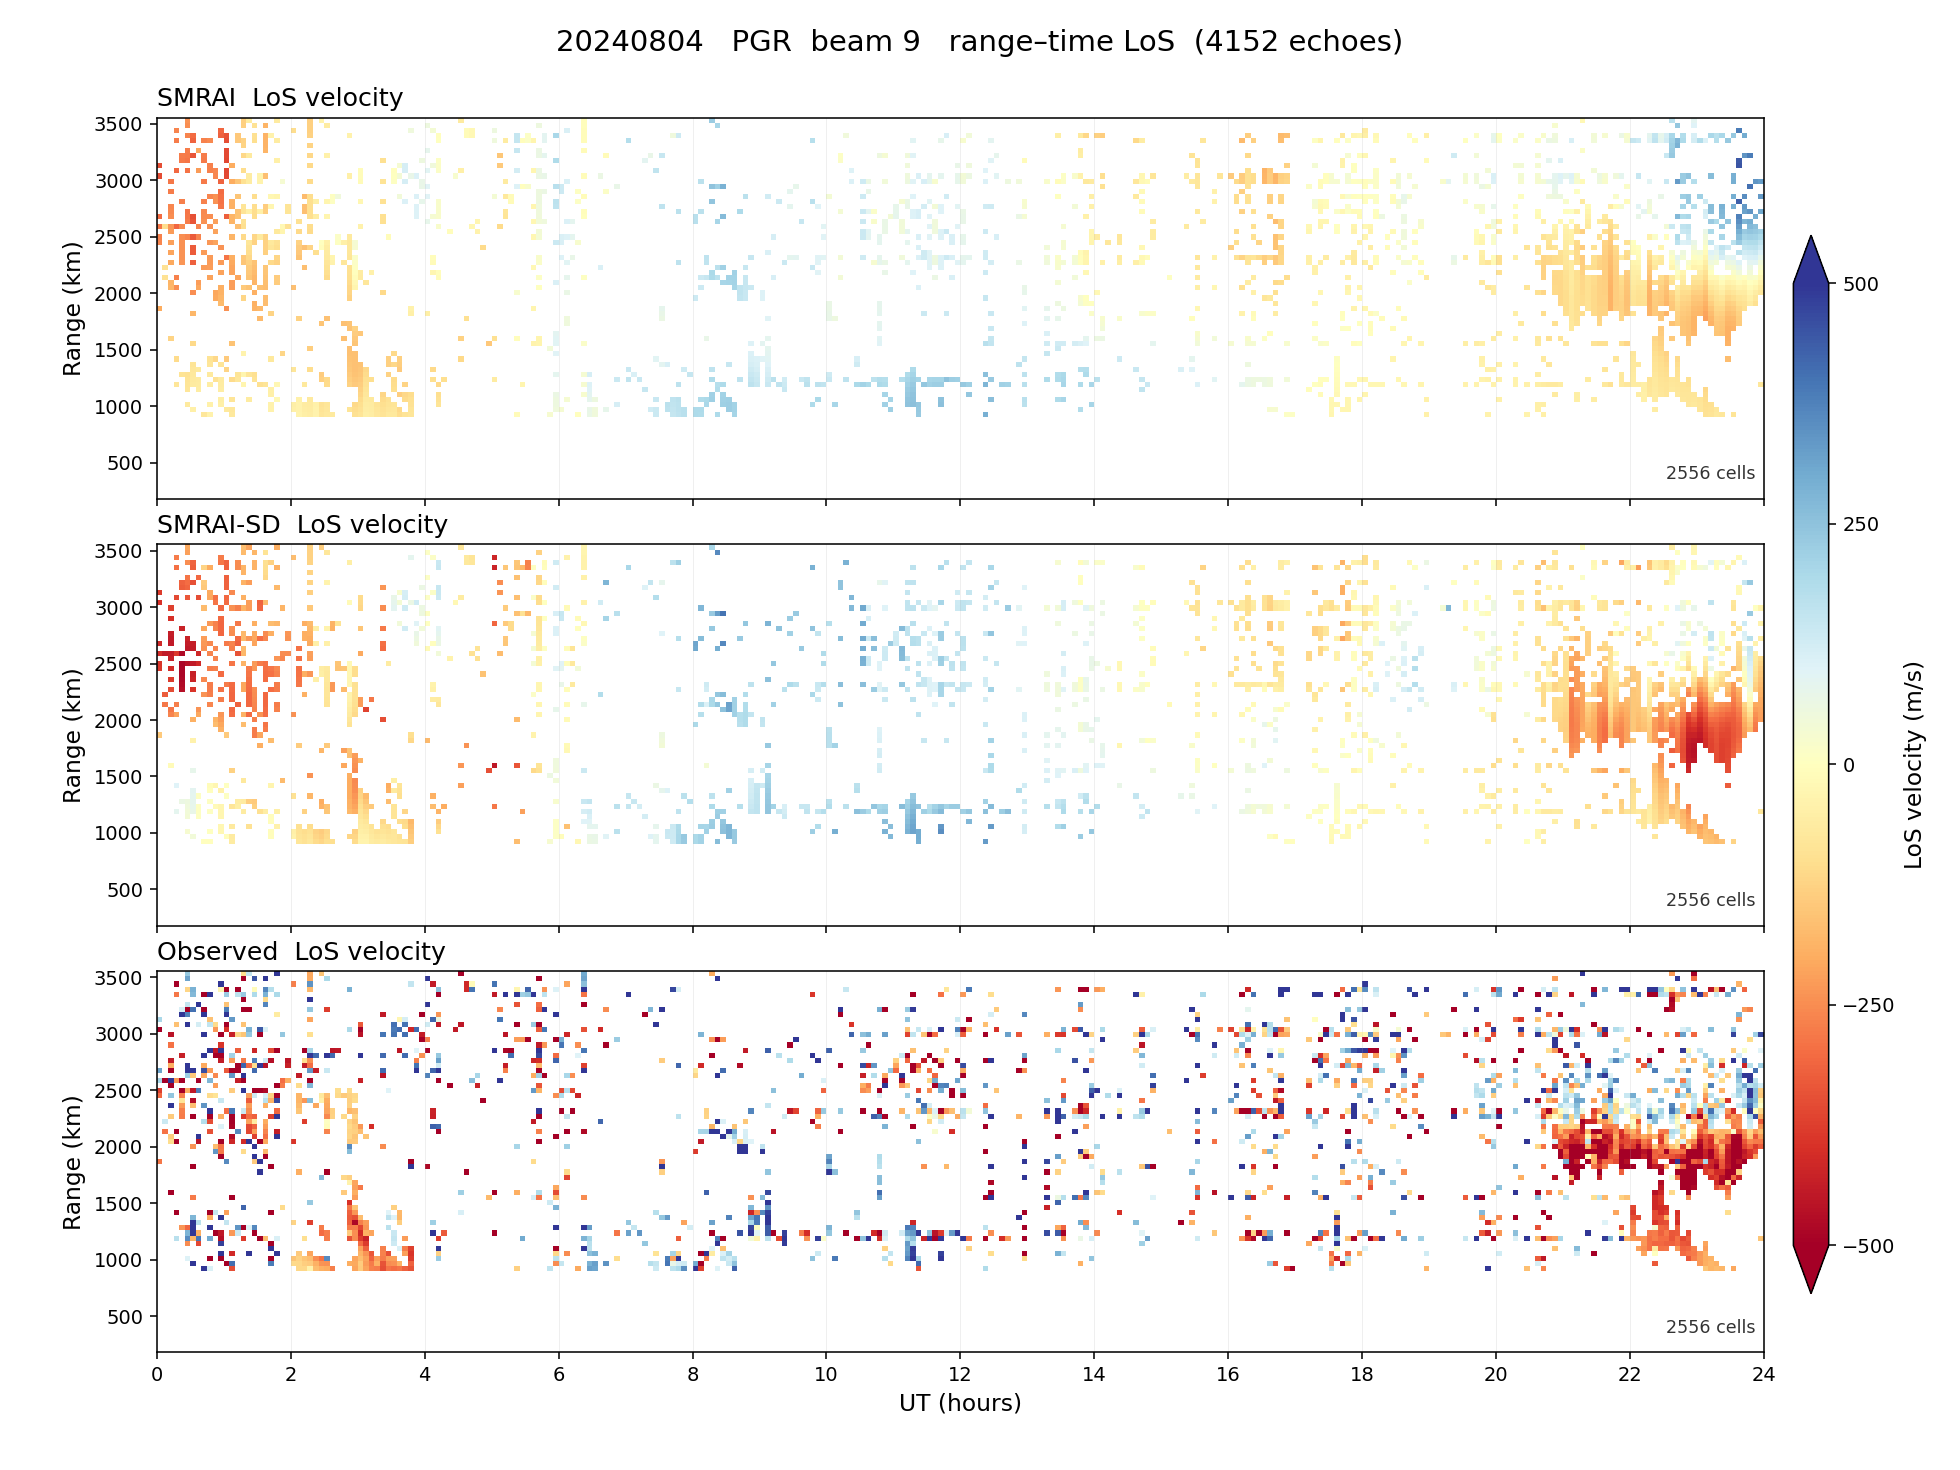 20240804   PGR  beam 9   range–time LoS  (4152 echoes)
SMRAI  LoS velocity
3500
3000
2500
2000
1500
1000
500
Range (km)
2556 cells
SMRAI-SD  LoS velocity
3500
3000
2500
2000
1500
1000
500
Range (km)
2556 cells
Observed  LoS velocity
3500
3000
2500
2000
1500
1000
500
Range (km)
2556 cells
0 2 4 6 8 10 12 14 16 18 20 22 24
UT (hours)
500
250
0
−250
−500
LoS velocity (m/s)